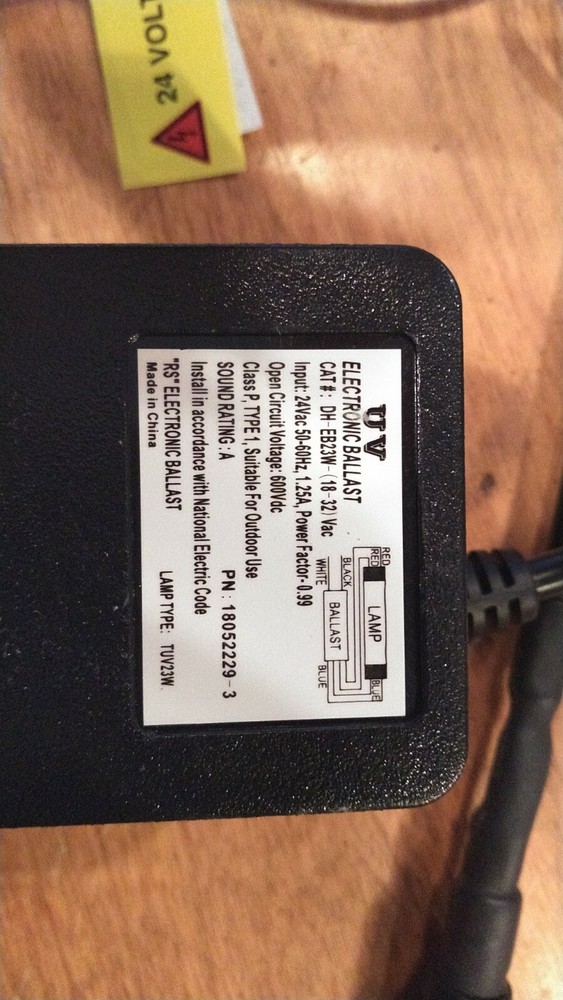 24 VOLT
UV
ELECTRONIC BALLAST
CAT#: DH-EB23W-(18-32)Vac
Input: 24Vac 50-60Hz, 1.25A, Power Factor- 0.99
Open Circuit Voltage: 600Vdc
Class P, TYPE 1, Suitable For Outdoor Use
SOUND RATING: A
PN: 18052229-3
Install in accordance with National Electric Code
"RS" ELECTRONIC BALLAST
LAMP TYPE: TUV23W
Made in China
RED
RED
LAMP
BLUE
BLACK
WHITE
BALLAST
BLUE